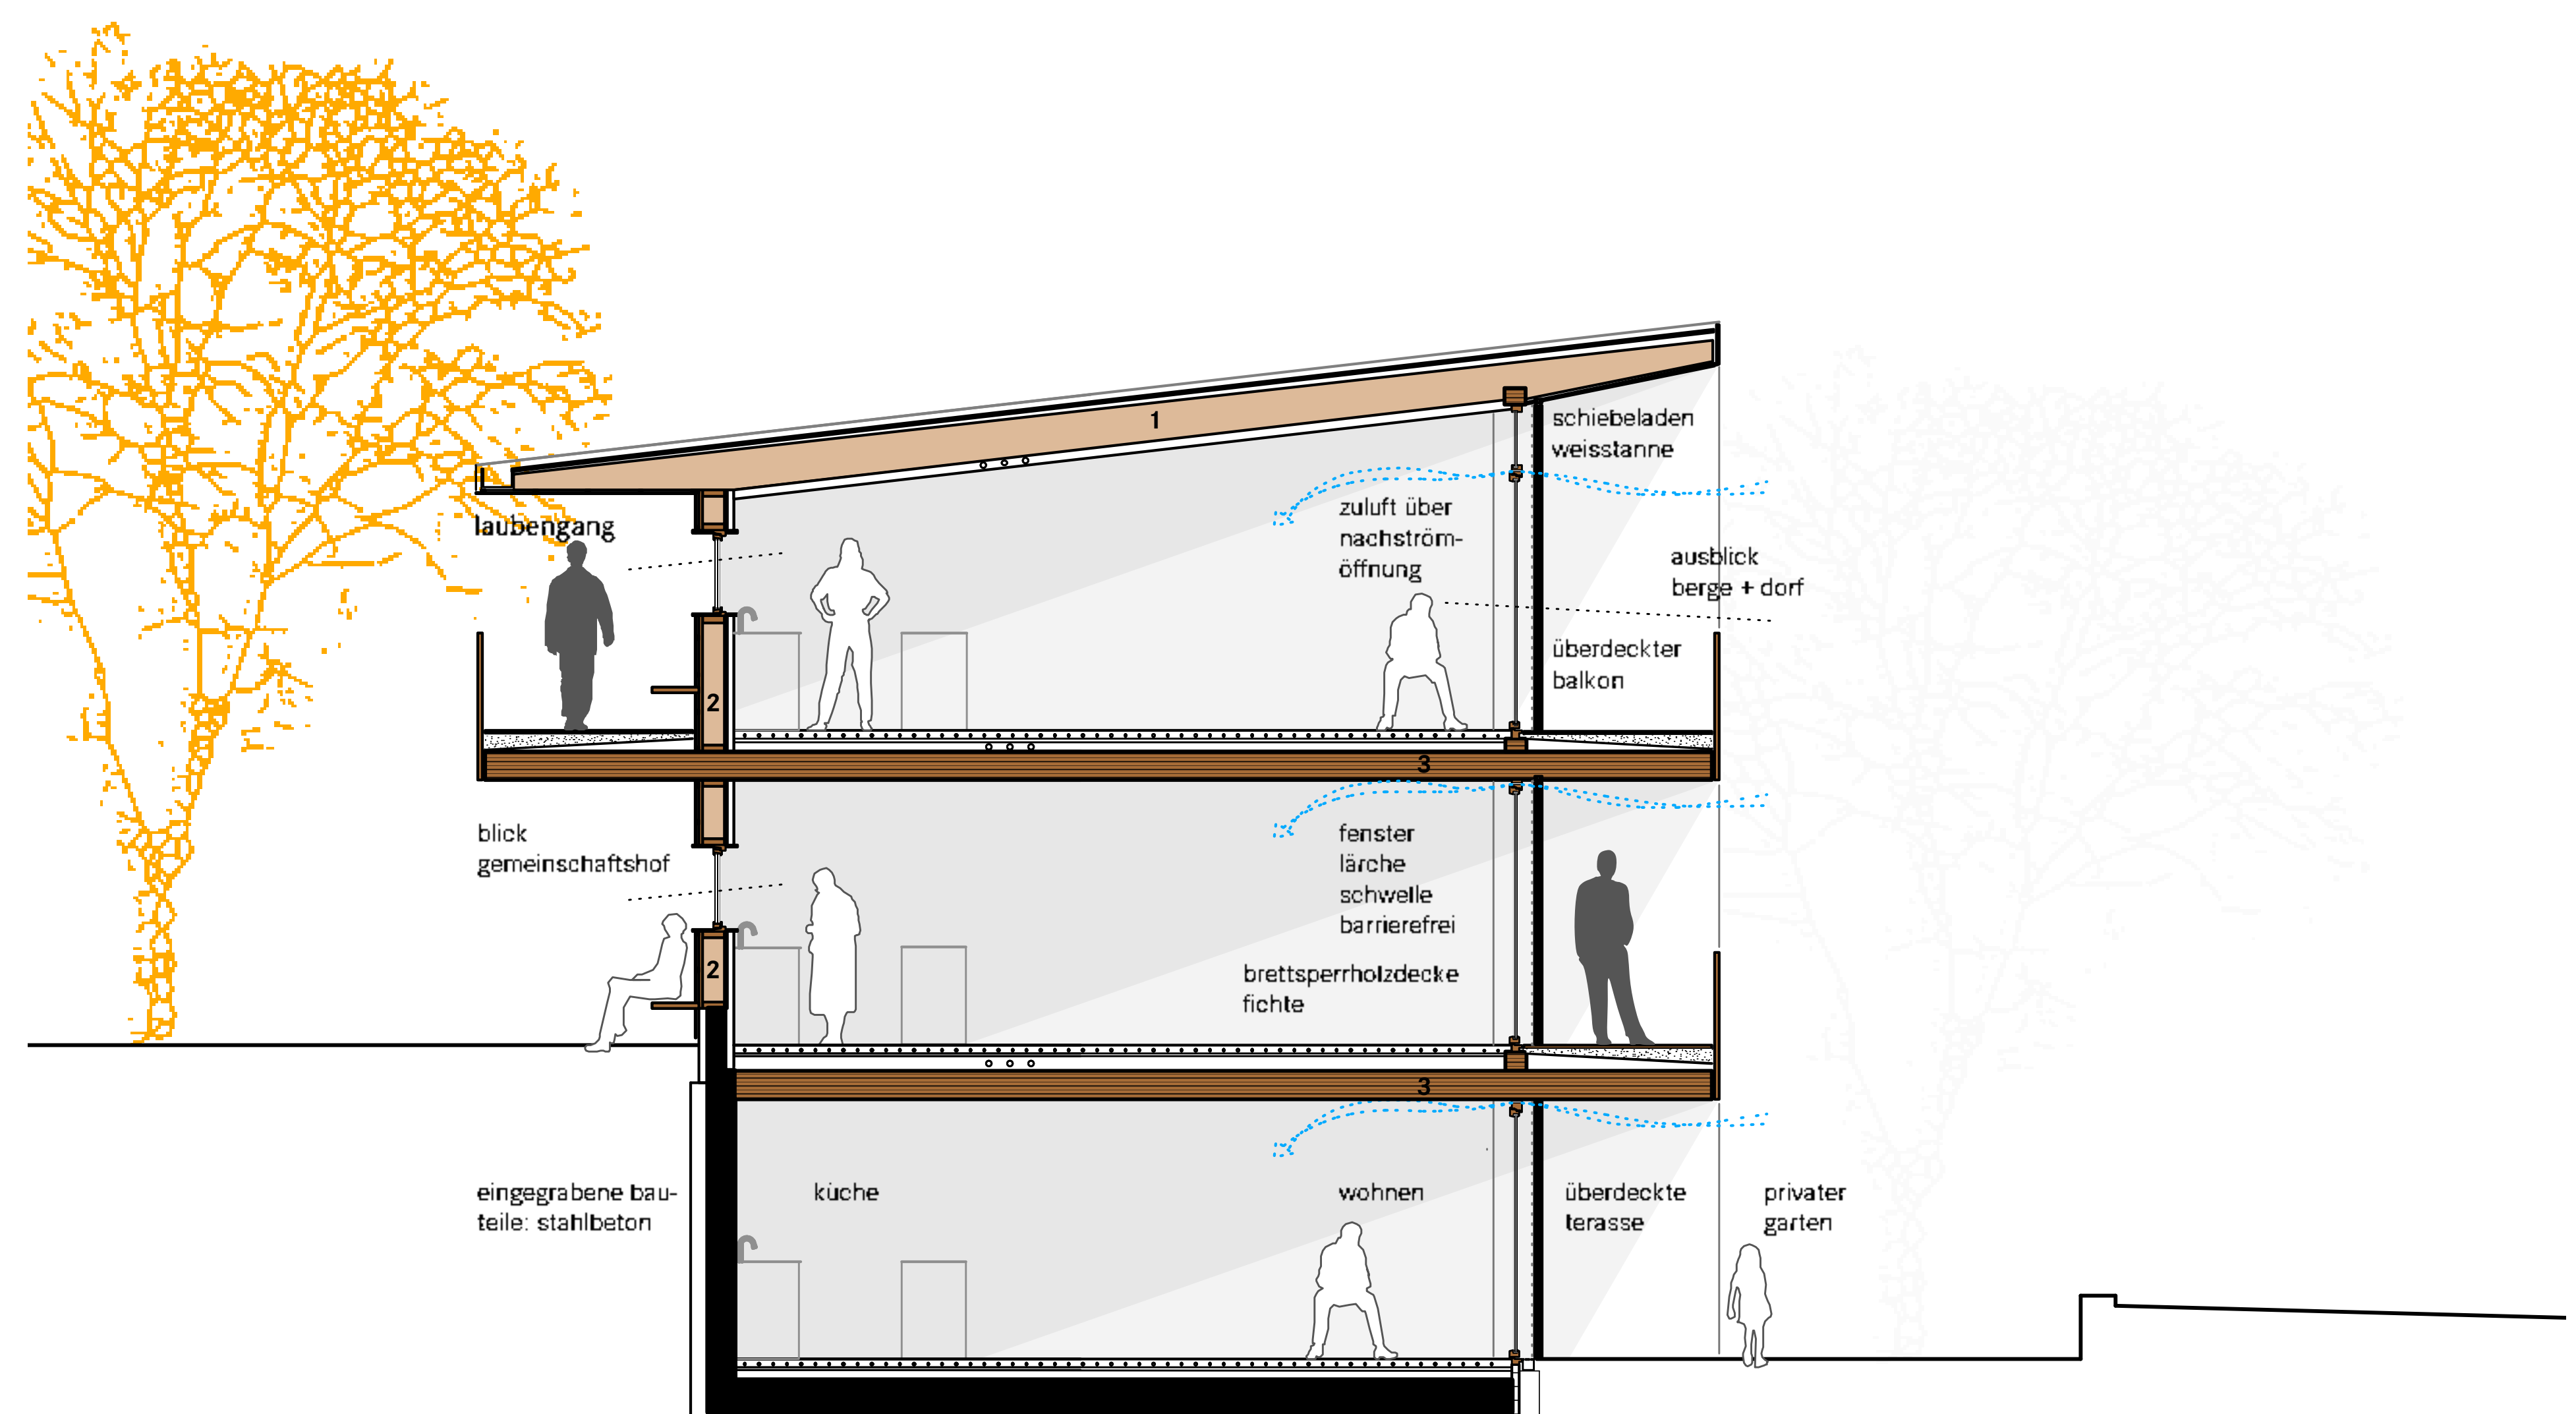 1
schiebeladen
weisstanne
laubengang
zuluft über
nachström-
öffnung
ausblick
berge + dorf
überdeckter
balkon
2
3
blick
gemeinschaftshof
fenster
lärche
schwelle
barrierefrei
2
brettsperrholzdecke
fichte
3
eingegrabene bau-
teile: stahlbeton
küche
wohnen
überdeckte
terasse
privater
garten